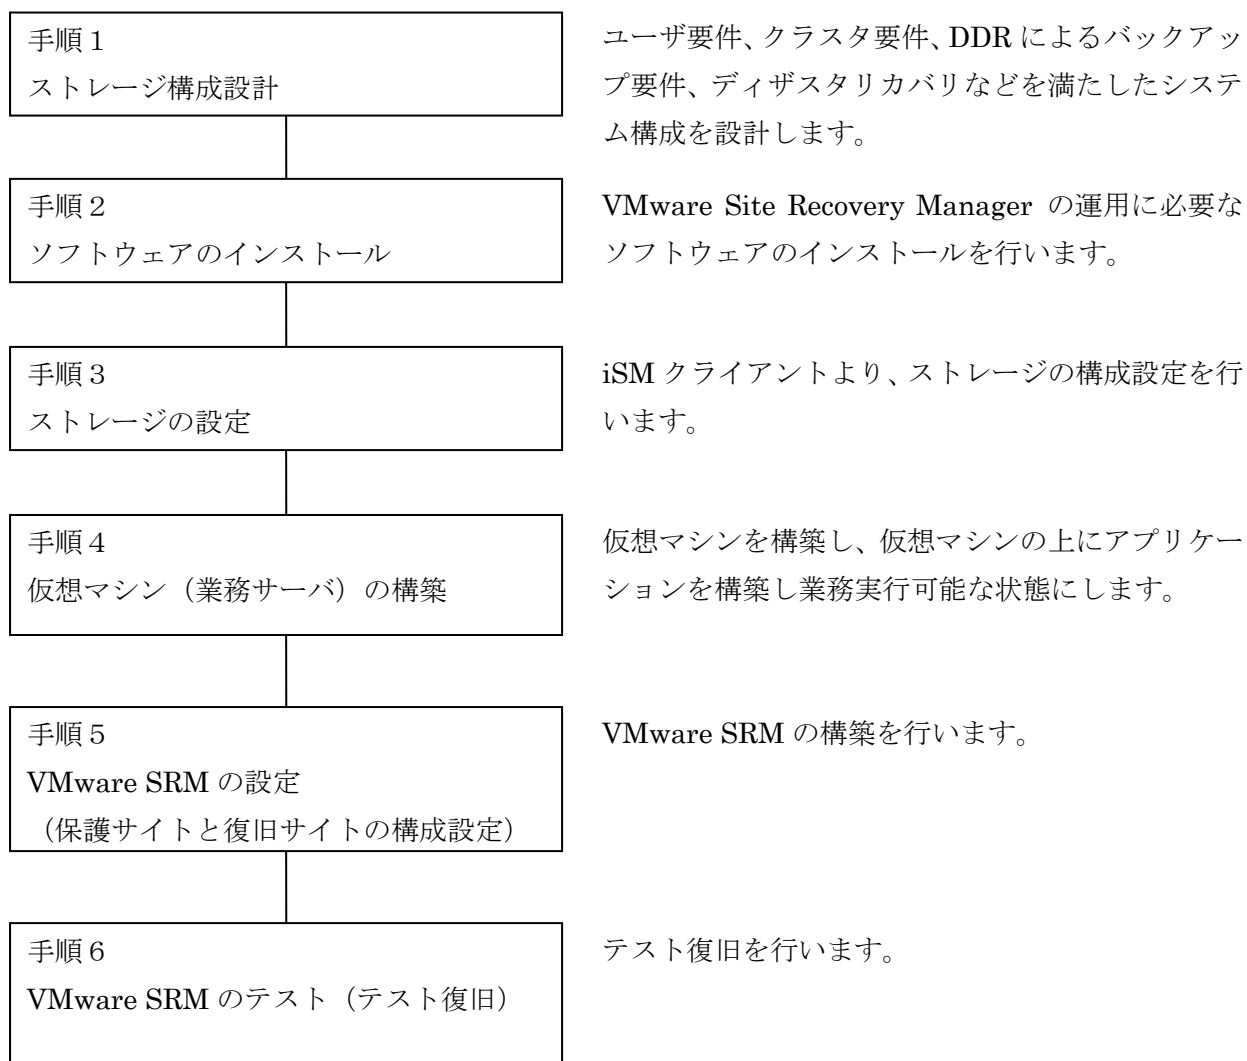 手順１
ストレージ構成設計
ユーザ要件、クラスタ要件、DDR によるバックアッ
プ要件、ディザスタリカバリなどを満たしたシステ
ム構成を設計します。
手順２
ソフトウェアのインストール
VMware Site Recovery Manager の運用に必要な
ソフトウェアのインストールを行います。
手順３
ストレージの設定
iSM クライアントより、ストレージの構成設定を行
います。
手順４
仮想マシン（業務サーバ）の構築
仮想マシンを構築し、仮想マシンの上にアプリケー
ションを構築し業務実行可能な状態にします。
手順５
VMware SRM の設定
（保護サイトと復旧サイトの構成設定）
VMware SRM の構築を行います。
手順６
VMware SRM のテスト（テスト復旧）
テスト復旧を行います。